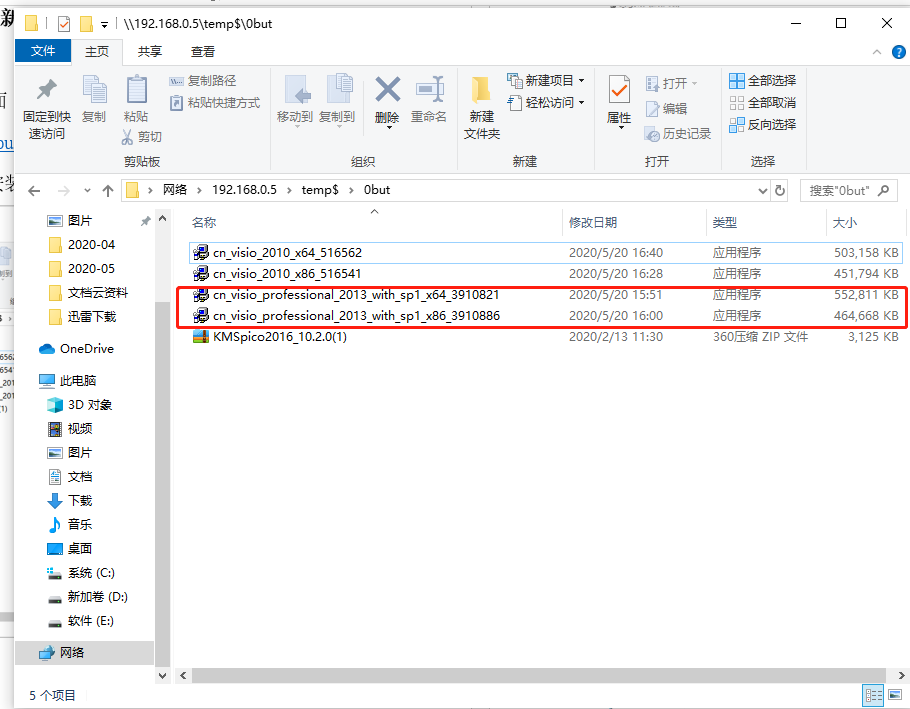 新
\\192.168.0.5\temp$\0but
文件
主页
共享
查看
固定到快
速访问
复制
粘贴
复制路径
粘贴快捷方式
剪切
剪贴板
移动到
复制到
删除
重命名
组织
新建
文件夹
新建项目
轻松访问
新建
属性
打开
编辑
历史记录
打开
全部选择
全部取消
反向选择
选择
网络 > 192.168.0.5 > temp$ > 0but
搜索"0but"
图片
2020-04
2020-05
文档云资料
迅雷下载
OneDrive
此电脑
3D 对象
视频
图片
文档
下载
音乐
桌面
系统 (C:)
新加卷 (D:)
软件 (E:)
网络
名称 修改日期 类型 大小
cn_visio_2010_x64_516562 2020/5/20 16:40 应用程序 503,158 KB
cn_visio_2010_x86_516541 2020/5/20 16:28 应用程序 451,794 KB
cn_visio_professional_2013_with_sp1_x64_3910821 2020/5/20 15:51 应用程序 552,811 KB
cn_visio_professional_2013_with_sp1_x86_3910886 2020/5/20 16:00 应用程序 464,668 KB
KMSpico2016_10.2.0(1) 2020/2/13 11:30 360压缩 ZIP 文件 3,125 KB
5 个项目